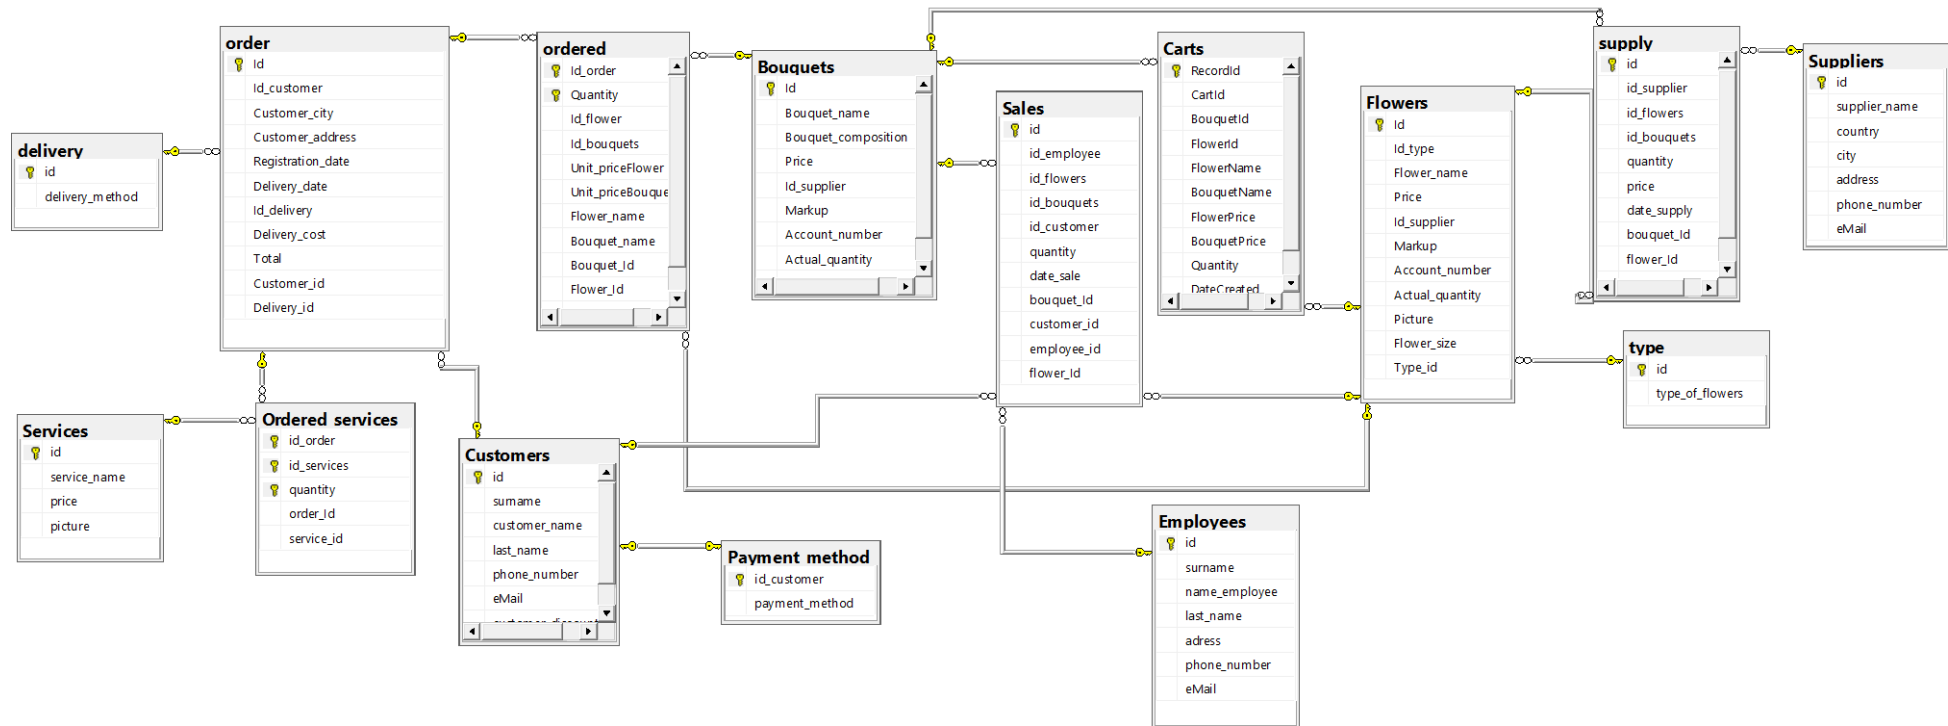 order
Id
Id_customer
Customer_city
Customer_address
Registration_date
Delivery_date
Id_delivery
Delivery_cost
Total
Customer_id
Delivery_id
delivery
id
delivery_method
ordered
Id_order
Quantity
Id_flower
Id_bouquets
Unit_priceFlower
Unit_priceBouque
Flower_name
Bouquet_name
Bouquet_Id
Flower_Id
Bouquets
Id
Bouquet_name
Bouquet_composition
Price
Id_supplier
Markup
Account_number
Actual_quantity
Sales
id
id_employee
id_flowers
id_bouquets
id_customer
quantity
date_sale
bouquet_Id
customer_id
employee_id
flower_Id
Carts
RecordId
CartId
BouquetId
FlowerId
FlowerName
BouquetName
FlowerPrice
BouquetPrice
Quantity
DateCreated
Flowers
Id
Id_type
Flower_name
Price
Id_supplier
Markup
Account_number
Actual_quantity
Picture
Flower_size
Type_id
supply
id
id_supplier
id_flowers
id_bouquets
quantity
price
date_supply
bouquet_Id
flower_Id
Suppliers
id
supplier_name
country
city
address
phone_number
eMail
type
id
type_of_flowers
Services
id
service_name
price
picture
Ordered services
id_order
id_services
quantity
order_Id
service_id
Customers
id
surname
customer_name
last_name
phone_number
eMail
customer_discount
Payment method
id_customer
payment_method
Employees
id
surname
name_employee
last_name
adress
phone_number
eMail